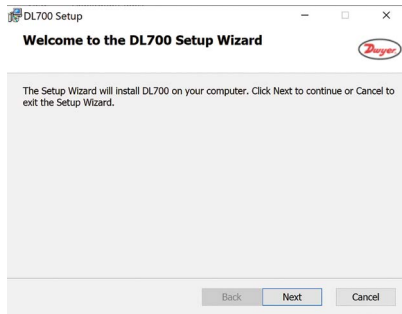 DL700 Setup
Welcome to the DL700 Setup Wizard
Dwyer
The Setup Wizard will install DL700 on your computer. Click Next to continue or Cancel to
exit the Setup Wizard.
Back Next Cancel